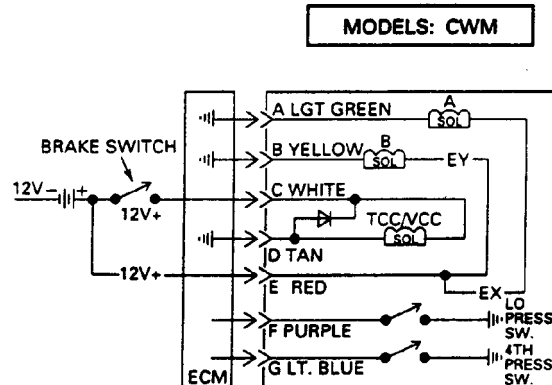 MODELS: CWM
A LGT GREEN
A
SOL
BRAKE SWITCH
B YELLOW
B
SOL
EY
12V- +
12V+
C WHITE
TCC/VCC
SOL
D TAN
12V+
E RED
EX
LO
PRESS
SW.
F PURPLE
G LT. BLUE
4TH
PRESS
SW.
ECM